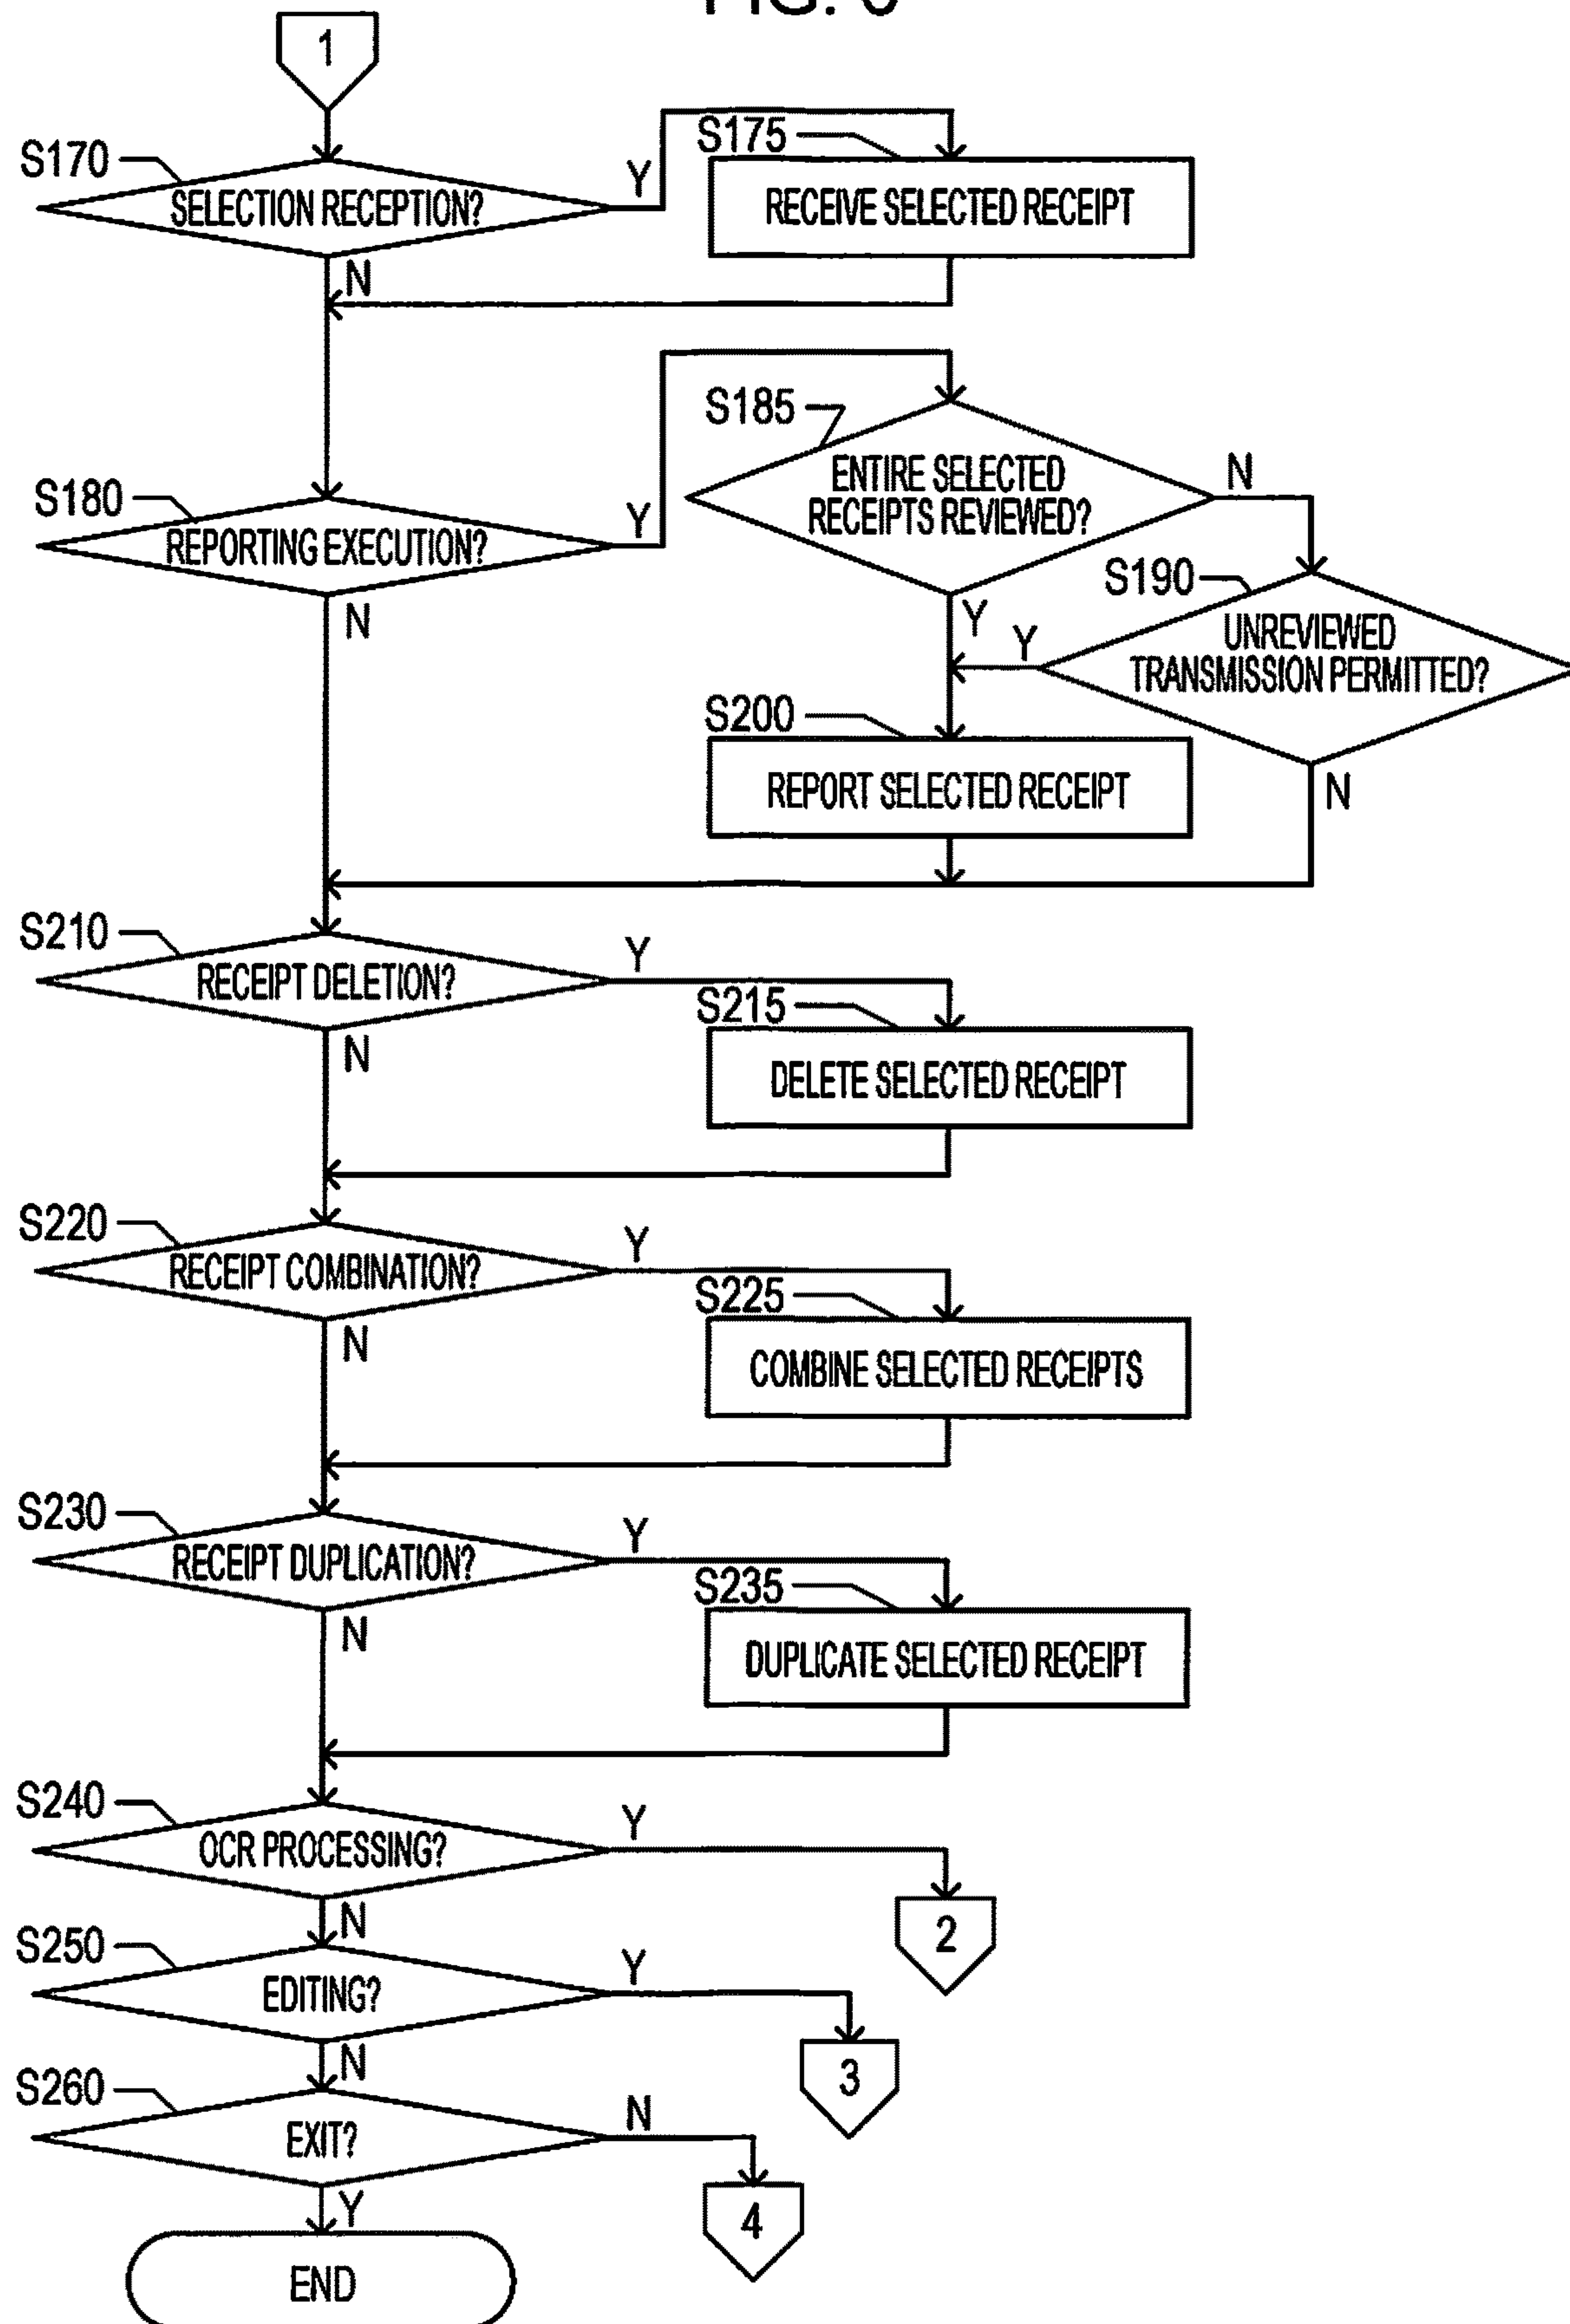 1
S170
SELECTION RECEPTION?
Y
N
S175
RECEIVE SELECTED RECEIPT
S180
REPORTING EXECUTION?
Y
N
S185
ENTIRE SELECTED
RECEIPTS REVIEWED?
N
Y
S190
UNREVIEWED
TRANSMISSION PERMITTED?
Y
N
S200
REPORT SELECTED RECEIPT
S210
RECEIPT DELETION?
Y
N
S215
DELETE SELECTED RECEIPT
S220
RECEIPT COMBINATION?
Y
N
S225
COMBINE SELECTED RECEIPTS
S230
RECEIPT DUPLICATION?
Y
N
S235
DUPLICATE SELECTED RECEIPT
S240
OCR PROCESSING?
Y
N
2
S250
EDITING?
Y
N
3
S260
EXIT?
N
Y
4
END